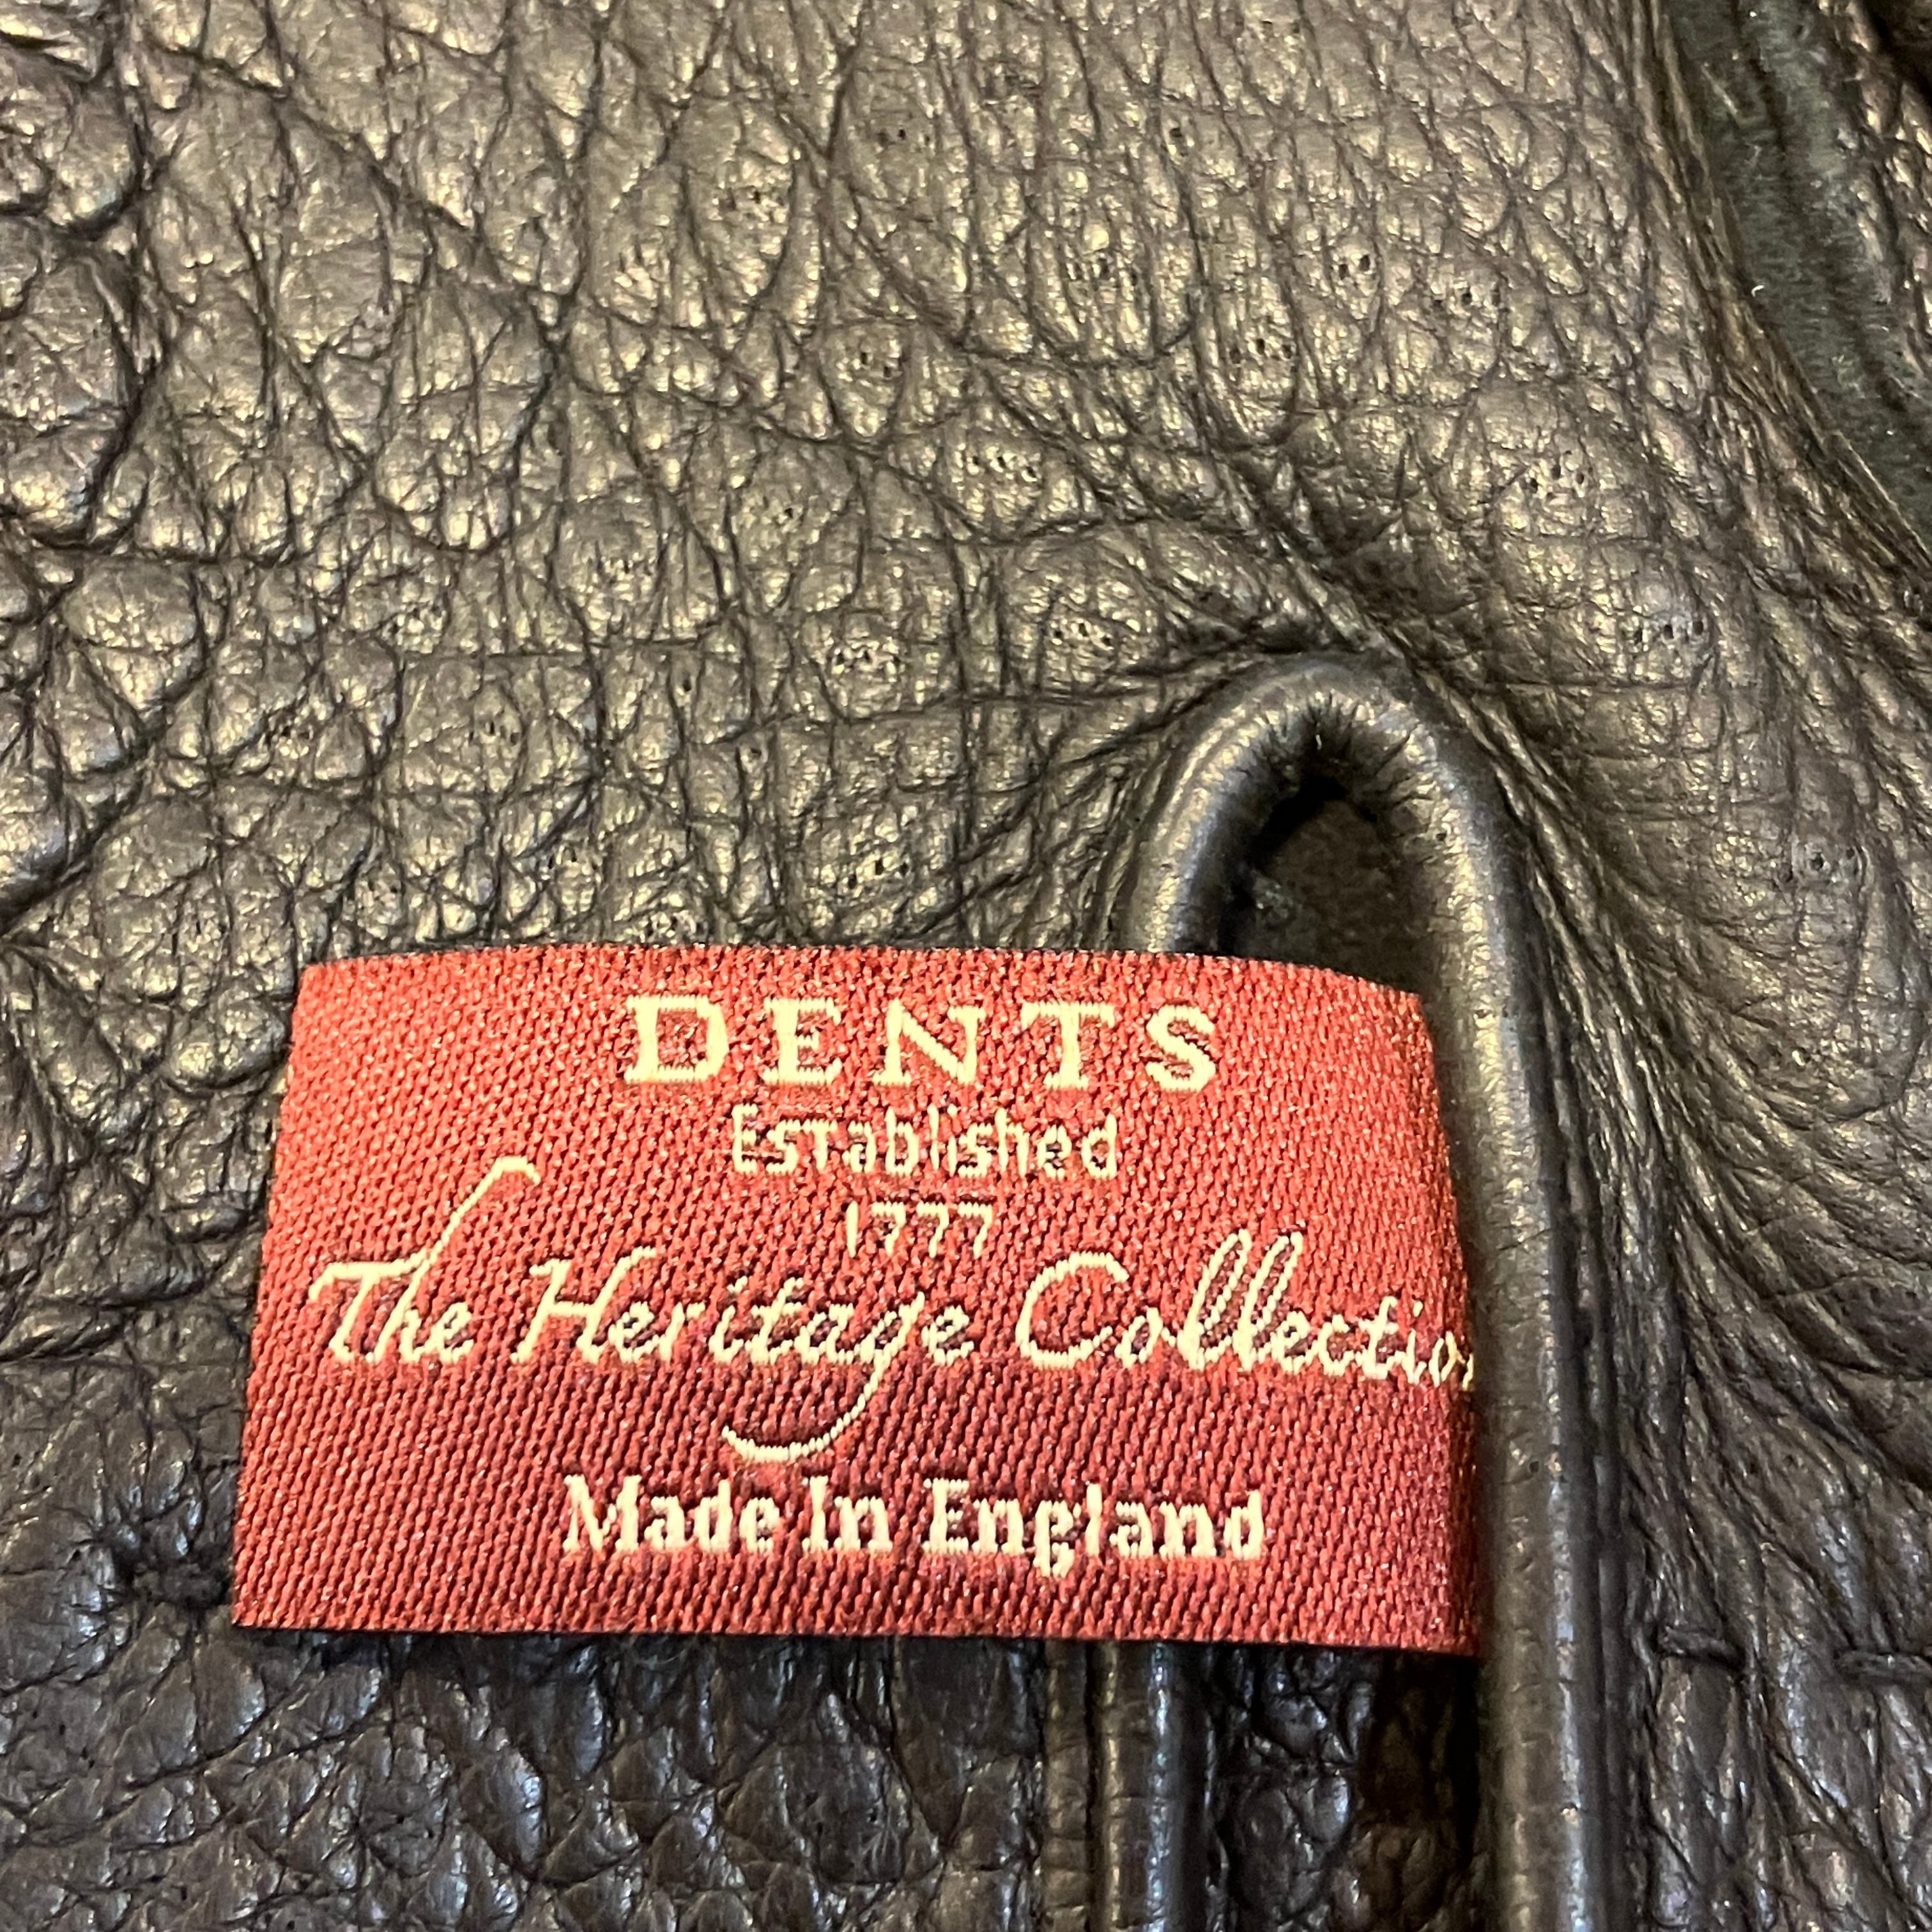 DENTS
Established
1777
The Heritage Collection
Made In England